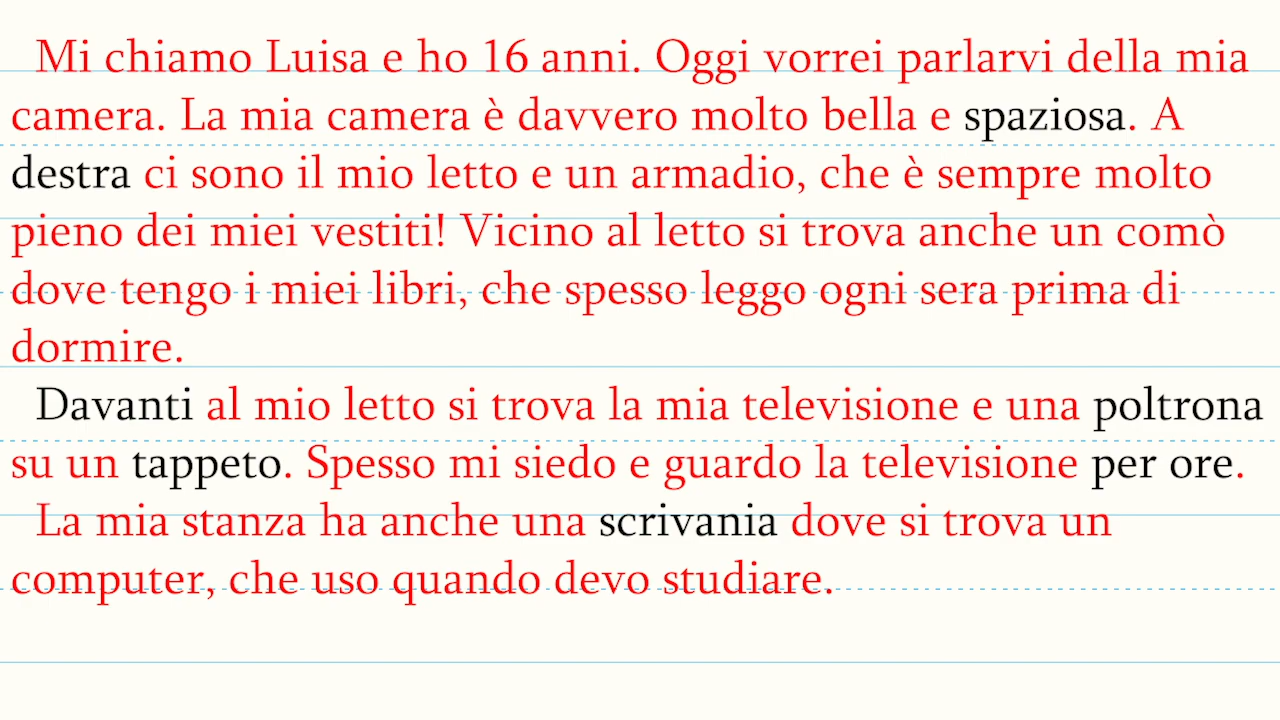 Mi chiamo Luisa e ho 16 anni. Oggi vorrei parlarvi della mia
camera. La mia camera è davvero molto bella e spaziosa. A
destra ci sono il mio letto e un armadio, che è sempre molto
pieno dei miei vestiti! Vicino al letto si trova anche un comò
dove tengo i miei libri, che spesso leggo ogni sera prima di
dormire.
Davanti al mio letto si trova la mia televisione e una poltrona
su un tappeto. Spesso mi siedo e guardo la televisione per ore.
La mia stanza ha anche una scrivania dove si trova un
computer, che uso quando devo studiare.